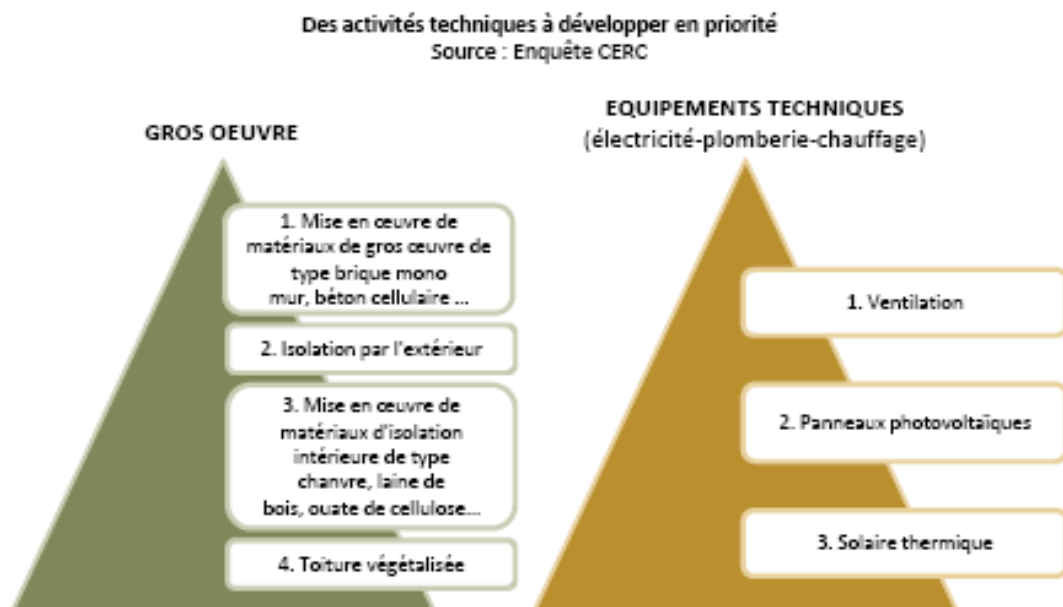 Des activités techniques à développer en priorité
Source : Enquête CERC
GROS OEUVRE
1. Mise en œuvre de
matériaux de gros œuvre de
type brique mono
mur, béton cellulaire ...
2. Isolation par l'extérieur
3. Mise en œuvre de
matériaux d'isolation
intérieure de type
chanvre, laine de
bois, ouate de cellulose...
4. Toiture végétalisée
EQUIPEMENTS TECHNIQUES
(électricité-plomberie-chauffage)
1. Ventilation
2. Panneaux photovoltaïques
3. Solaire thermique